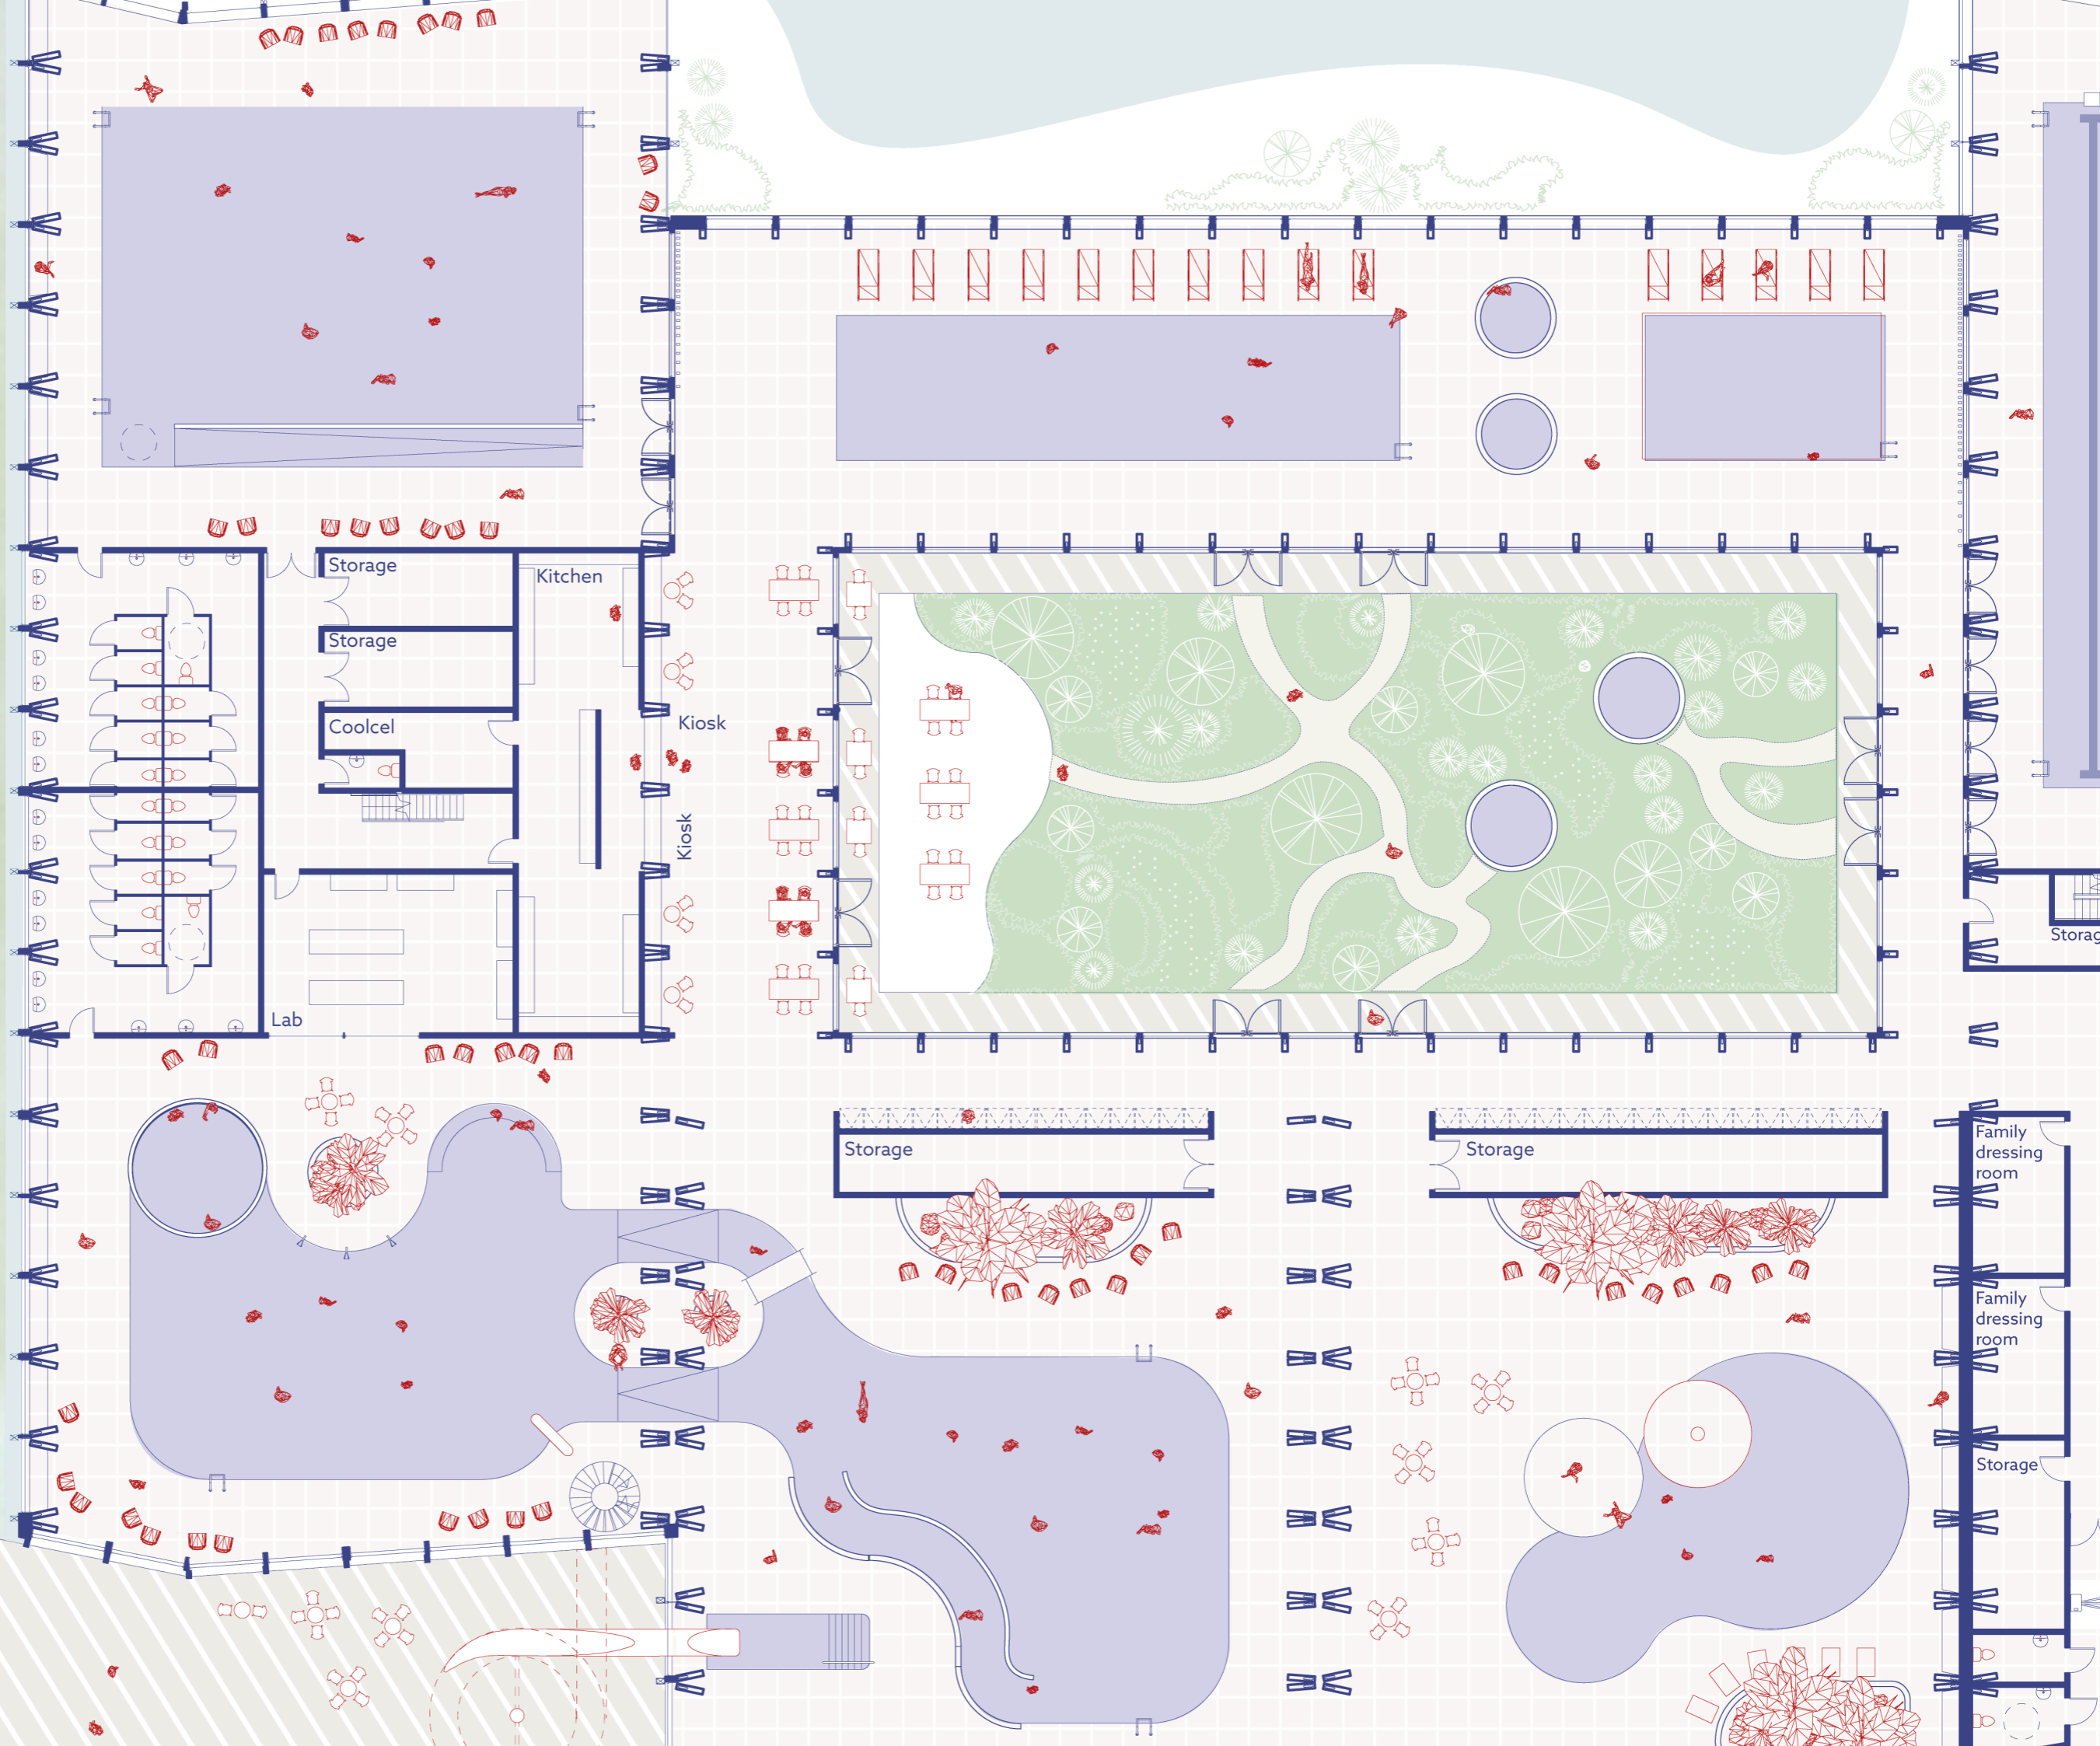 Storage
Kitchen
Storage
Coolcel
Kiosk
Kiosk
Lab
Storag
Storage
Storage
Family
dressing
room
Family
dressing
room
Storage